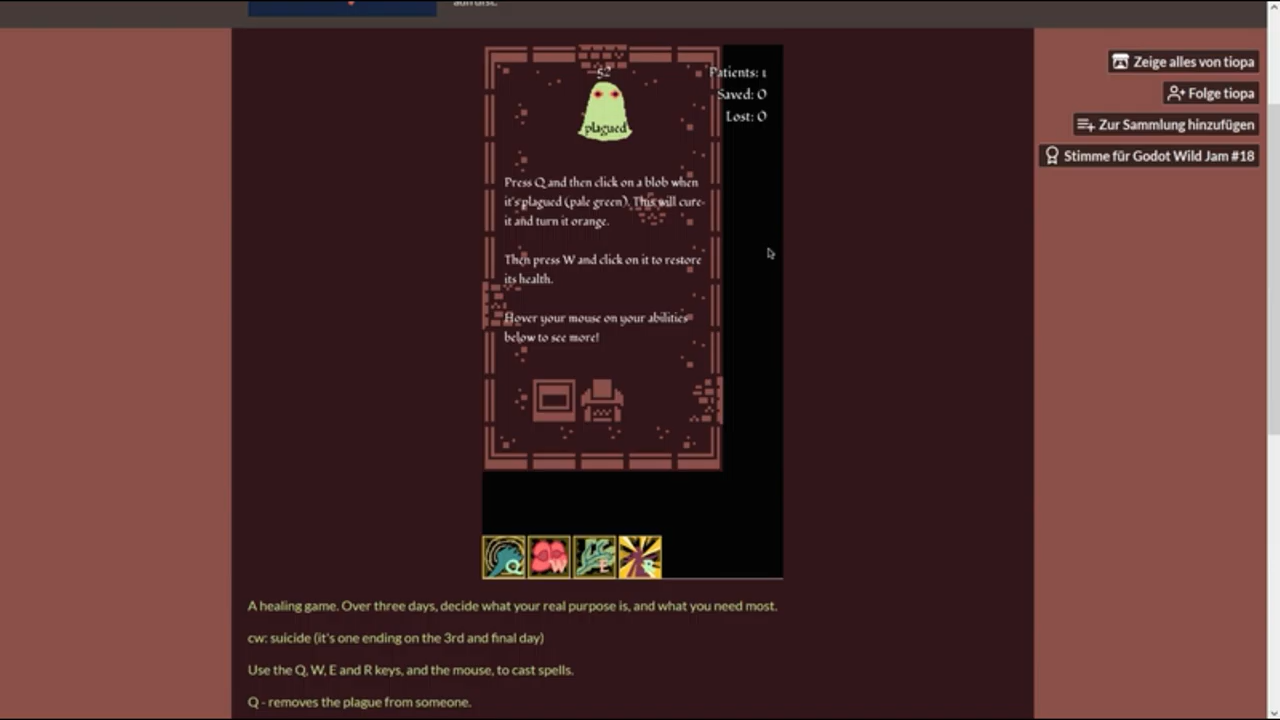 Patients: 1
52
Saved: 0
Lost: 0
plagued
Press Q and then click on a blob when
it's plagued (pale green). This will cure
it and turn it orange.
Then press W and click on it to restore
its health.
Hover your mouse on your abilities
below to see more!
Q
W
E
R
Zeige alles von tiopa
Folge tiopa
Zur Sammlung hinzufügen
Stimme für Godot Wild Jam #18
A healing game. Over three days, decide what your real purpose is, and what you need most.
cw: suicide (it's one ending on the 3rd and final day)
Use the Q, W, E and R keys, and the mouse, to cast spells.
Q - removes the plague from someone.